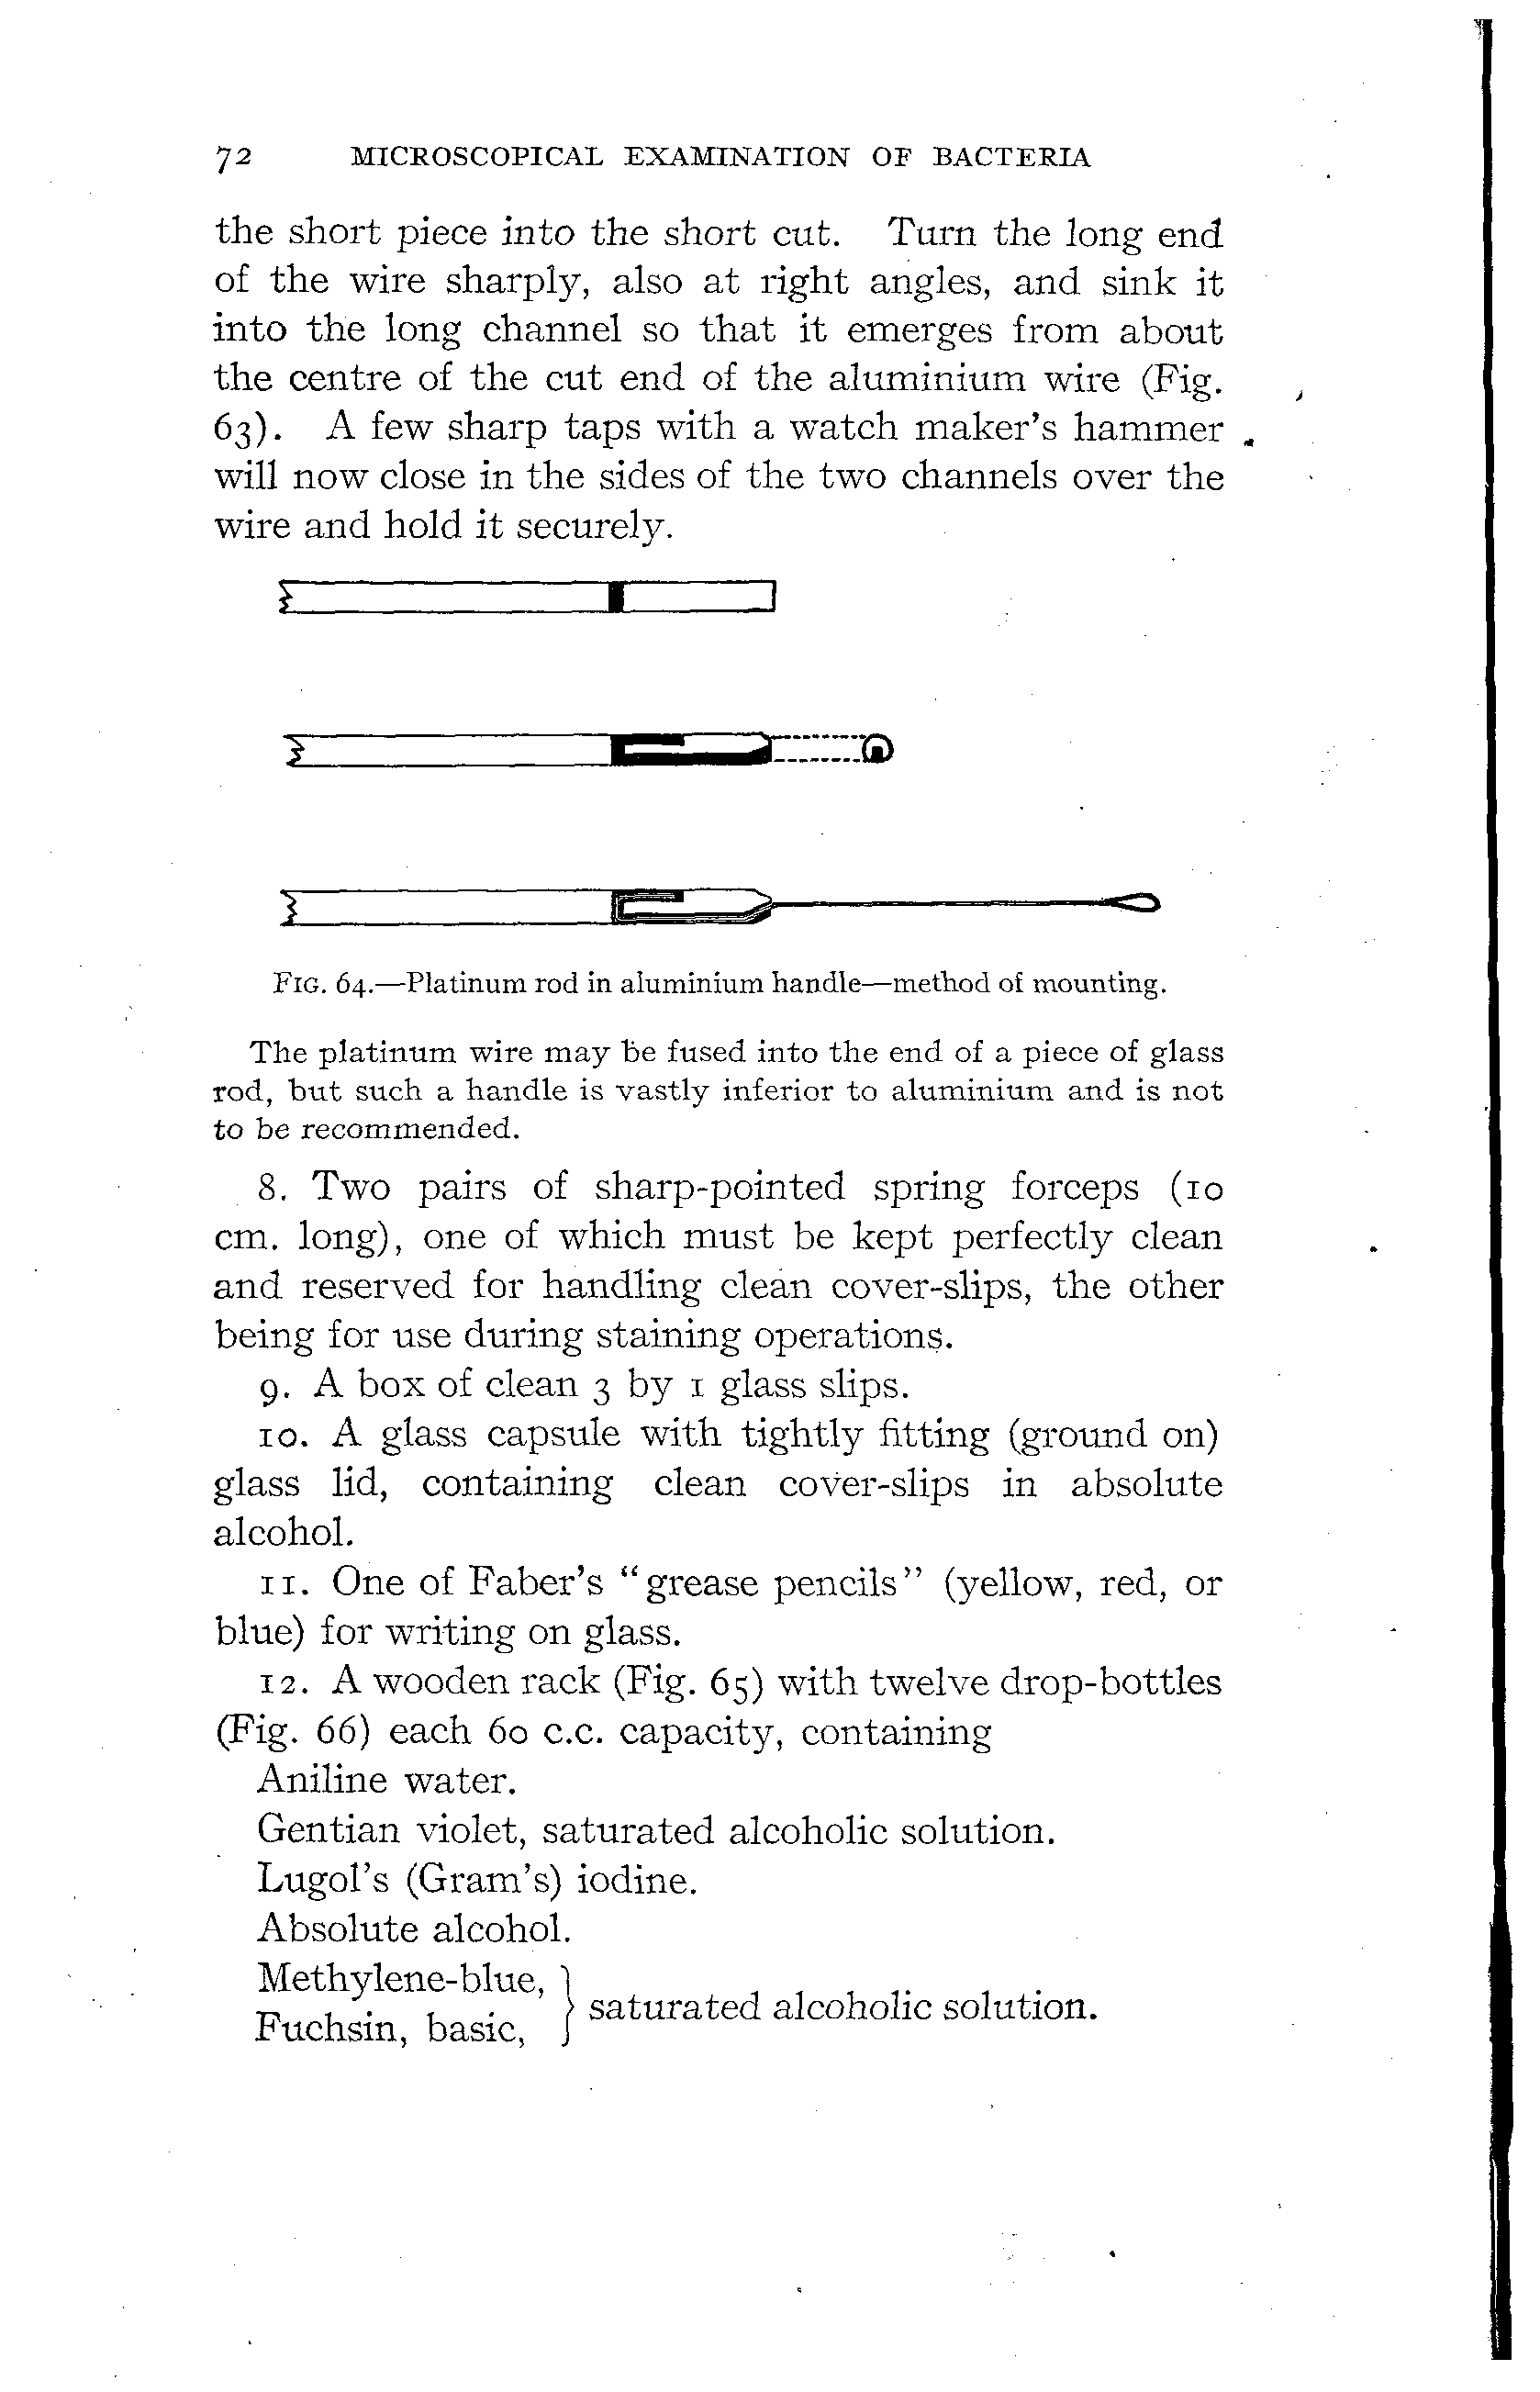 72 MICROSCOPICAL EXAMINATION OF BACTERIA
the short piece into the short cut. Turn the long end
of the wire sharply, also at right angles, and sink it
into the long channel so that it emerges from about
the centre of the cut end of the aluminium wire (Fig.
63). A few sharp taps with a watch maker's hammer
will now close in the sides of the two channels over the
wire and hold it securely.
FIG. 64.—Platinum rod in aluminium handle—method of mounting.
The platinum wire may be fused into the end of a piece of glass
rod, but such a handle is vastly inferior to aluminium and is not
to be recommended.
8. Two pairs of sharp-pointed spring forceps (10
cm. long), one of which must be kept perfectly clean
and reserved for handling clean cover-slips, the other
being for use during staining operations.
9. A box of clean 3 by 1 glass slips.
10. A glass capsule with tightly fitting (ground on)
glass lid, containing clean cover-slips in absolute
alcohol.
11. One of Faber's "grease pencils" (yellow, red, or
blue) for writing on glass.
12. A wooden rack (Fig. 65) with twelve drop-bottles
(Fig. 66) each 60 c.c. capacity, containing
Aniline water.
Gentian violet, saturated alcoholic solution.
Lugol's (Gram's) iodine.
Absolute alcohol.
Methylene-blue,
Fuchsin, basic, } saturated alcoholic solution.